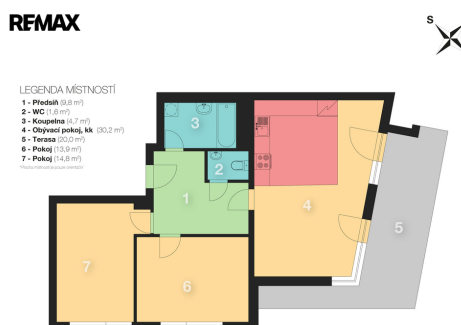 RE/MAX
S
LEGENDA MÍSTNOSTÍ
1 - Předsíň (9,8 m²)
2 - WC (1,6 m²)
3 - Koupelna (4,7 m²)
4 - Obývací pokoj, kk (30,2 m²)
5 - Terasa (20,0 m²)
6 - Pokoj (13,9 m²)
7 - Pokoj (14,8 m²)
3
2
1
4
5
7
6